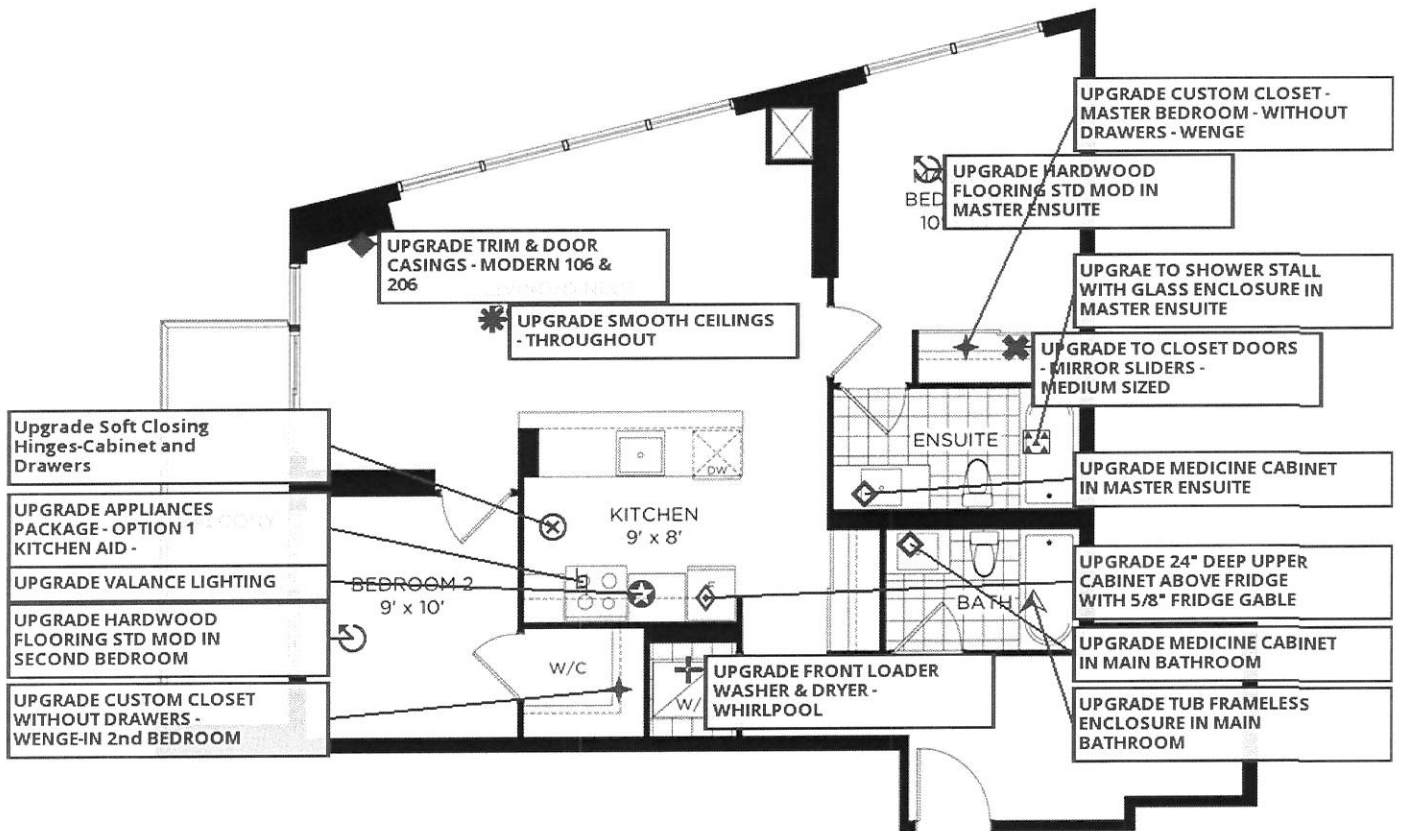 UPGRADE CUSTOM CLOSET -
MASTER BEDROOM - WITHOUT
DRAWERS - WENGE
UPGRADE HARDWOOD
FLOORING STD MOD IN
MASTER ENSUITE
BED
10'
UPGRADE TRIM & DOOR
CASINGS - MODERN 106 &
206
UPGRADE SMOOTH CEILINGS
- THROUGHOUT
UPGRAE TO SHOWER STALL
WITH GLASS ENCLOSURE IN
MASTER ENSUITE
UPGRADE TO CLOSET DOORS
- MIRROR SLIDERS -
MEDIUM SIZED
Upgrade Soft Closing
Hinges-Cabinet and
Drawers
UPGRADE APPLIANCES
PACKAGE - OPTION 1
KITCHEN AID -
UPGRADE VALANCE LIGHTING
UPGRADE HARDWOOD
FLOORING STD MOD IN
SECOND BEDROOM
UPGRADE CUSTOM CLOSET
WITHOUT DRAWERS -
WENGE-IN 2nd BEDROOM
BEDROOM 2
9' x 10'
DW
KITCHEN
9' x 8'
F
W/C
W/
UPGRADE FRONT LOADER
WASHER & DRYER -
WHIRLPOOL
ENSUITE
BATH
UPGRADE MEDICINE CABINET
IN MASTER ENSUITE
UPGRADE 24" DEEP UPPER
CABINET ABOVE FRIDGE
WITH 5/8" FRIDGE GABLE
UPGRADE MEDICINE CABINET
IN MAIN BATHROOM
UPGRADE TUB FRAMELESS
ENCLOSURE IN MAIN
BATHROOM